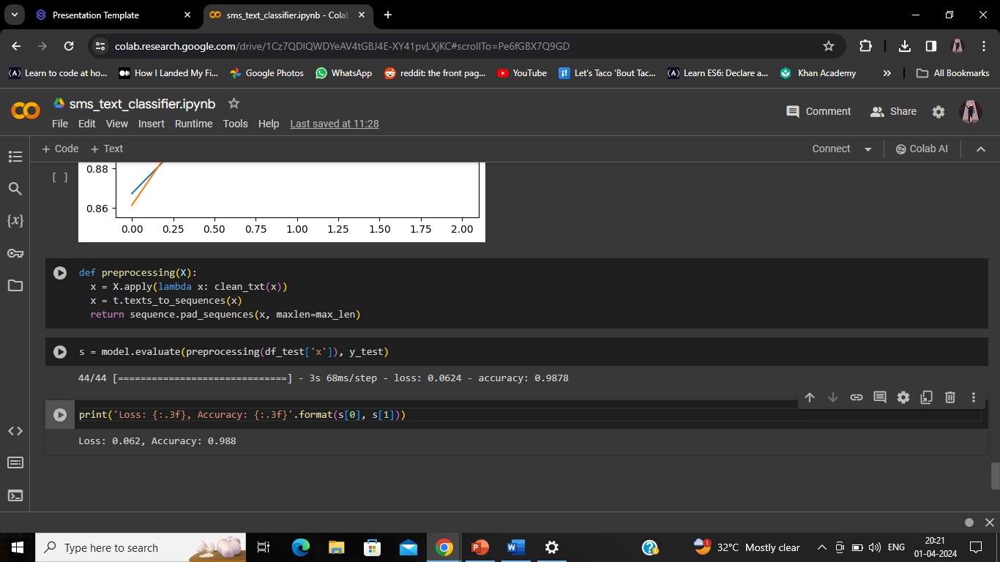 Presentation Template
sms_text_classifier.ipynb - Colab
colab.research.google.com/drive/1Cz7QDIQWDYeAV4tGBJ4E-XY41pvLXjKC#scrollTo=Pe6fGBX7Q9GD
Learn to code at ho... How I Landed My Fi... Google Photos WhatsApp reddit: the front pag... YouTube Let's Taco 'Bout Tac... Learn ES6: Declare a... Khan Academy » All Bookmarks
sms_text_classifier.ipynb
File Edit View Insert Runtime Tools Help Last saved at 11:28
Comment Share
+ Code + Text
Connect Colab AI
[ ]
0.88
0.86
0.00 0.25 0.50 0.75 1.00 1.25 1.50 1.75 2.00
def preprocessing(X):
x = X.apply(lambda x: clean_txt(x))
x = t.texts_to_sequences(x)
return sequence.pad_sequences(x, maxlen=max_len)
s = model.evaluate(preprocessing(df_test['x']), y_test)
44/44 [==============================] - 3s 68ms/step - loss: 0.0624 - accuracy: 0.9878
print('Loss: {:.3f}, Accuracy: {:.3f}'.format(s[0], s[1]))
Loss: 0.062, Accuracy: 0.988
Type here to search
32°C Mostly clear
ENG
20:21
01-04-2024